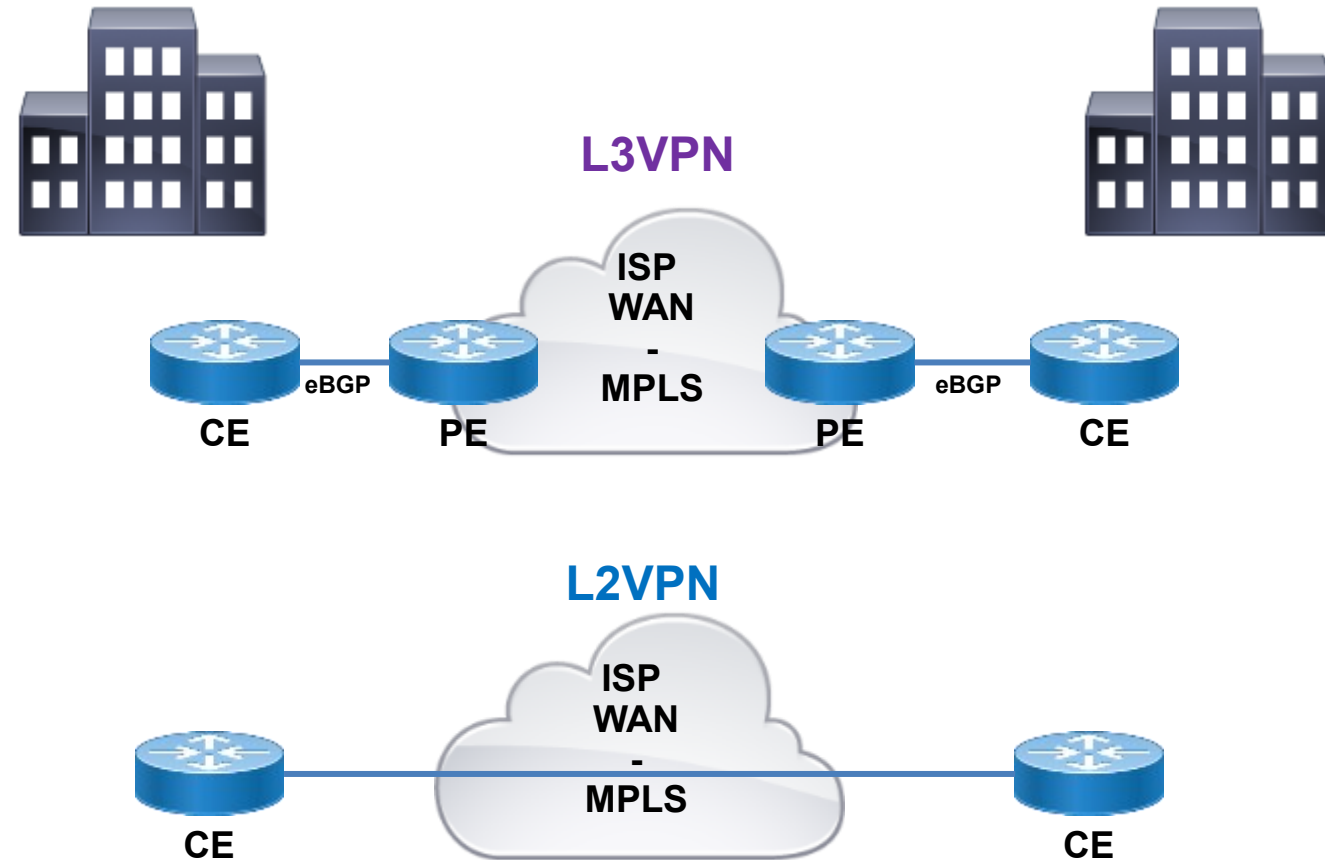 L3VPN
ISP
WAN
-
MPLS
eBGP
eBGP
CE
PE
PE
CE
L2VPN
ISP
WAN
-
MPLS
CE
CE